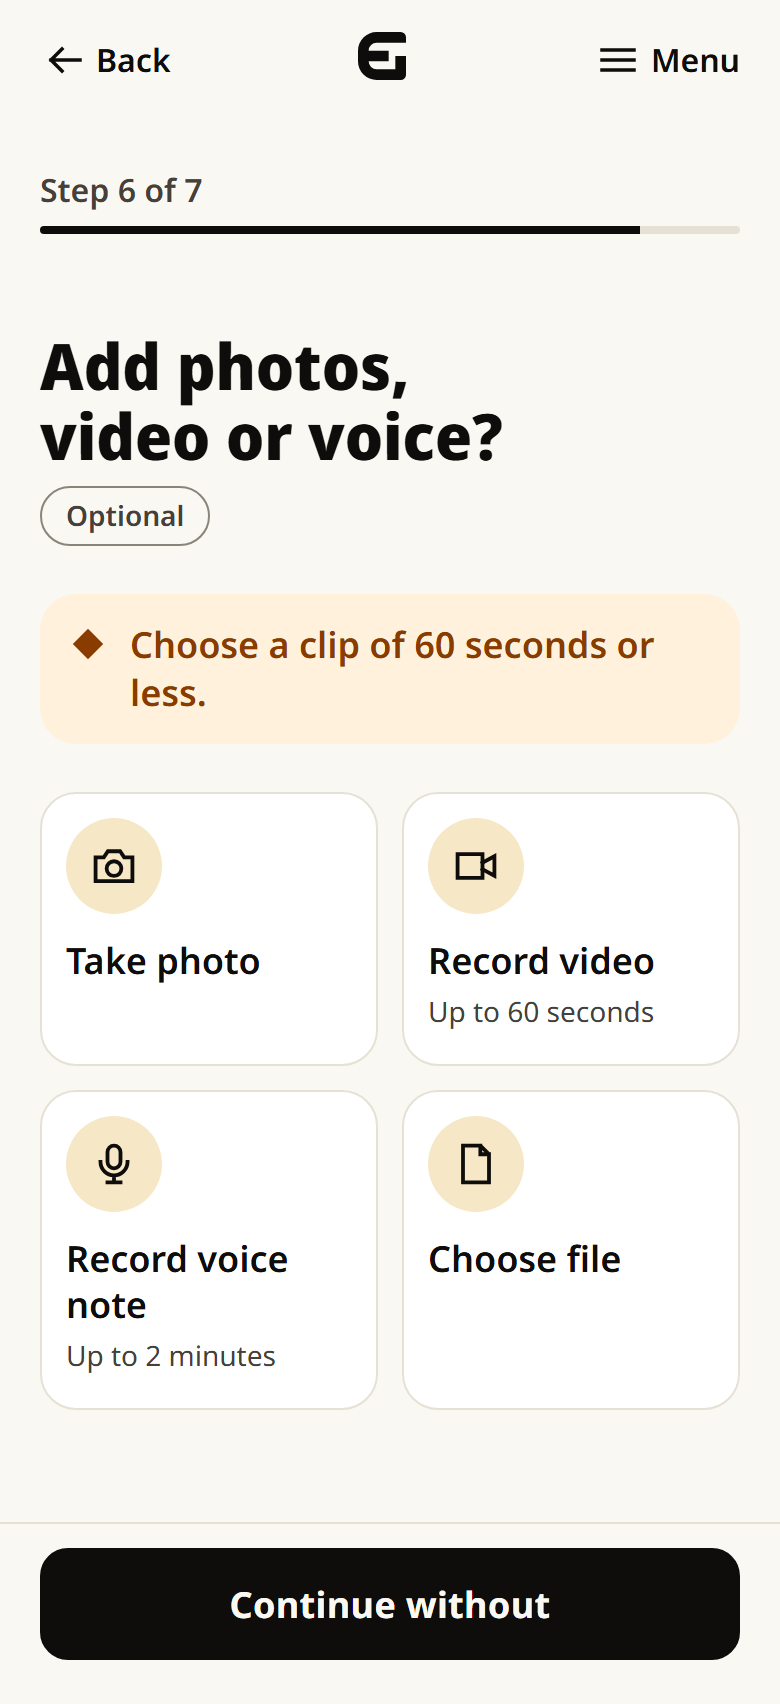 Back
Menu
Step 6 of 7
Add photos,
video or voice?
Optional
Choose a clip of 60 seconds or
less.
Take photo
Record video
Up to 60 seconds
Record voice
note
Up to 2 minutes
Choose file
Continue without